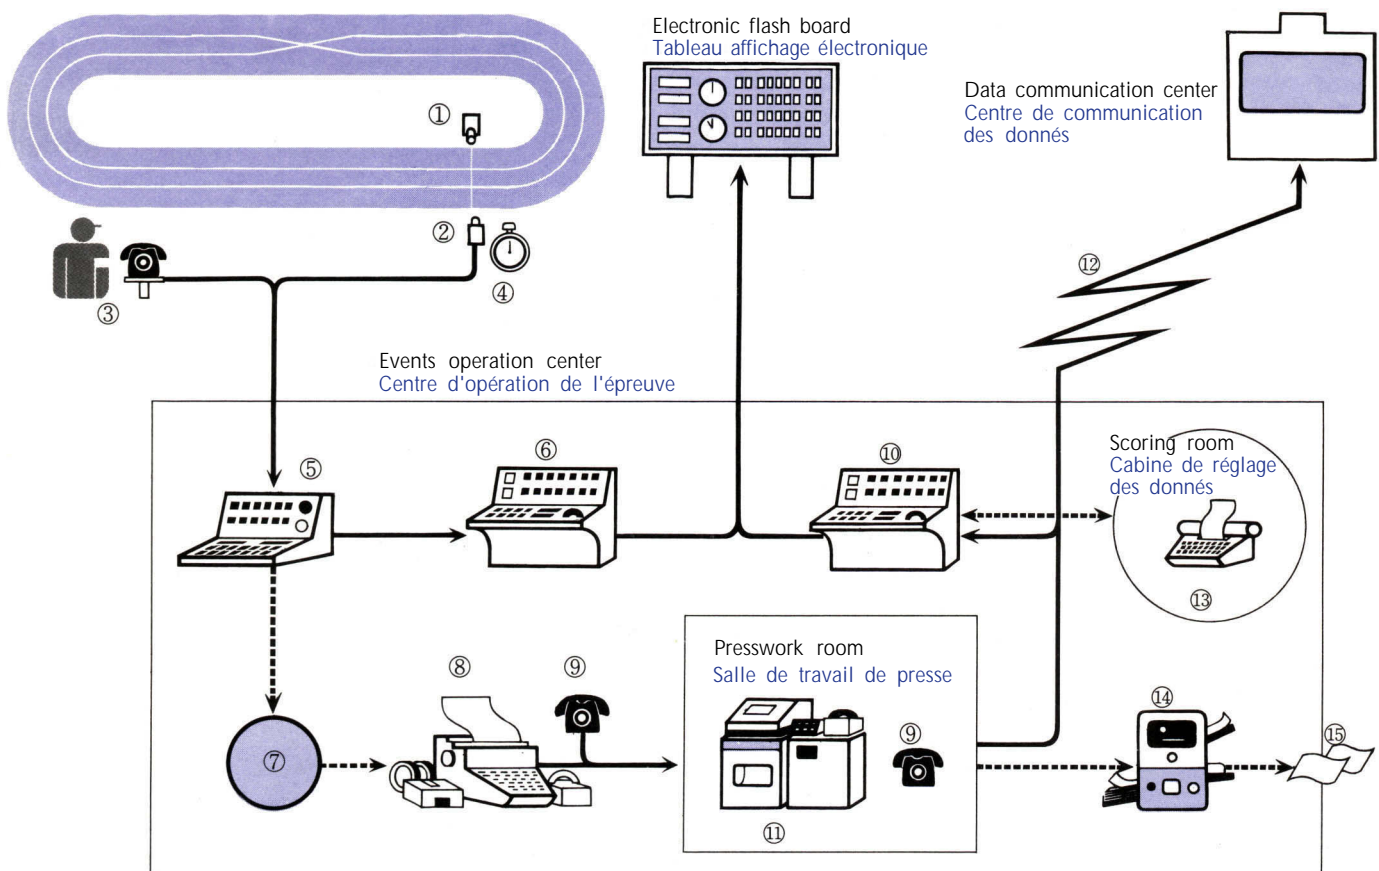 Electronic flash board
Tableau affichage électronique
Data communication center
Centre de communication
des donnés
①
②
③
④
⑫
Events operation center
Centre d'opération de l'épreuve
⑤
⑥
⑩
Scoring room
Cabine de réglage
des donnés
⑬
⑦
⑧
⑨
Presswork room
Salle de travail de presse
⑨
⑪
⑭
⑮